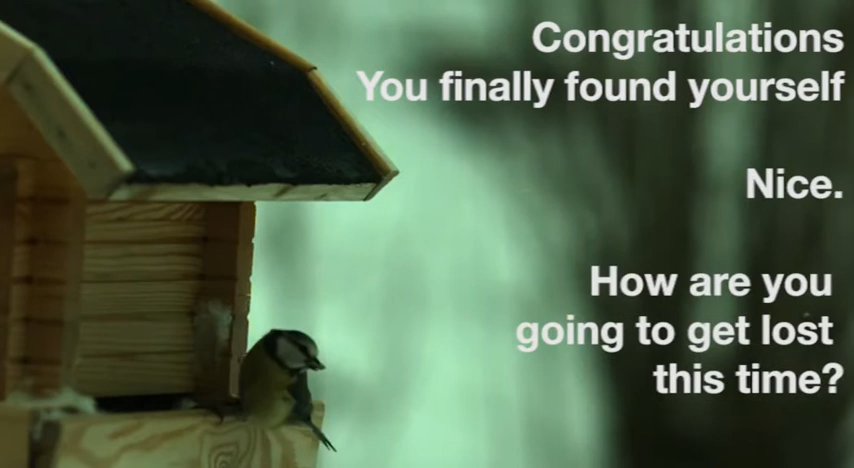 Congratulations
You finally found yourself
Nice.
How are you
going to get lost
this time?